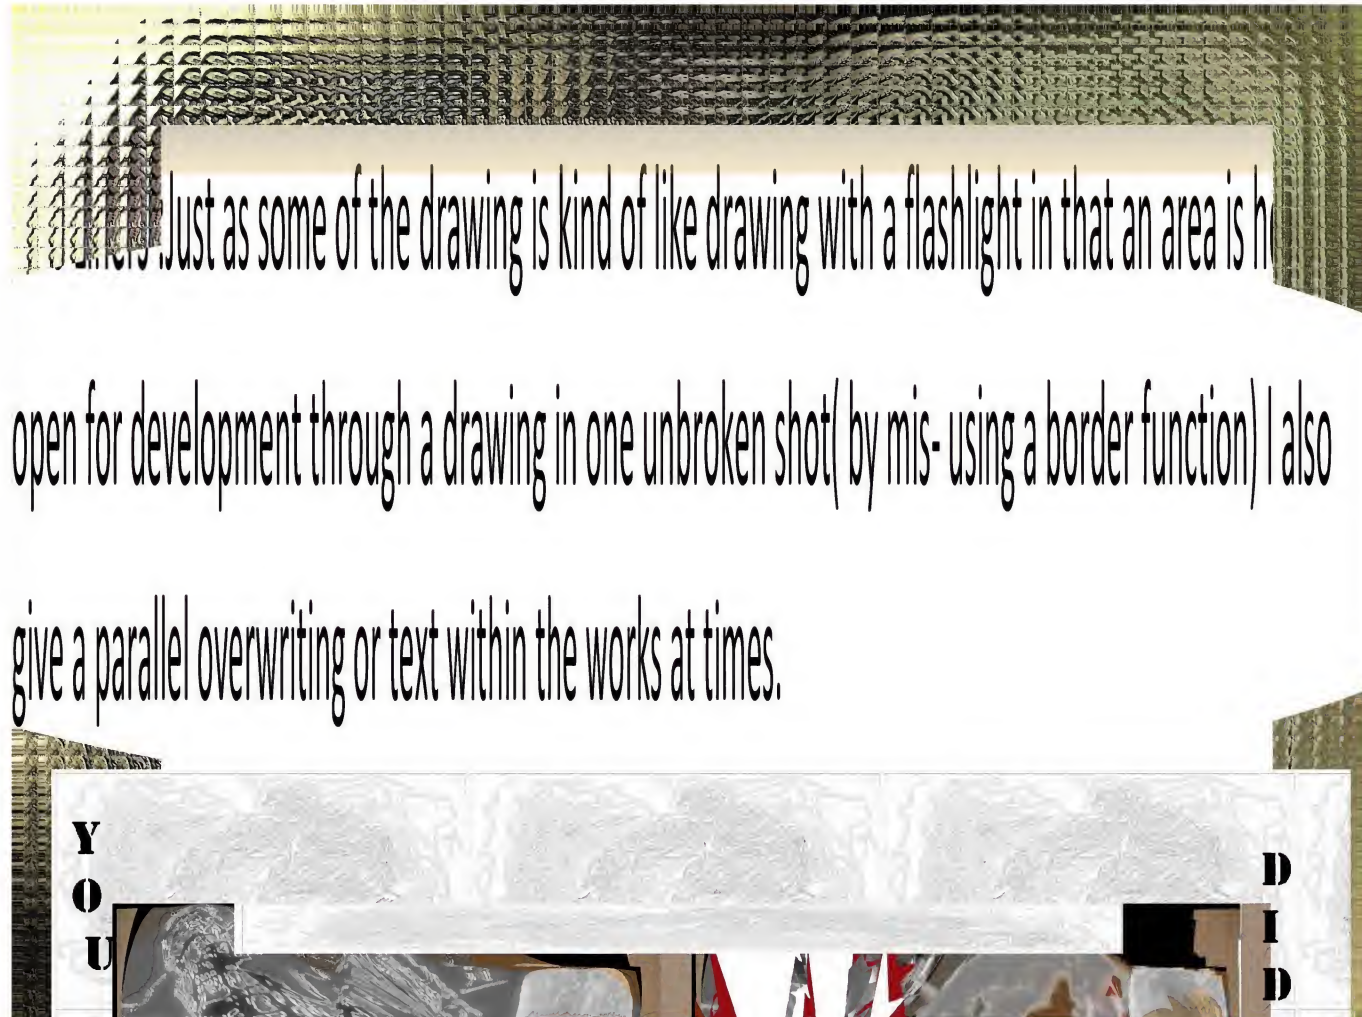 .Just as some of the drawing is kind of like drawing with a flashlight in that an area is
open for development through a drawing in one unbroken shot( by mis- using a border function) I also
give a parallel overwriting or text within the works at times.
YOU
DID